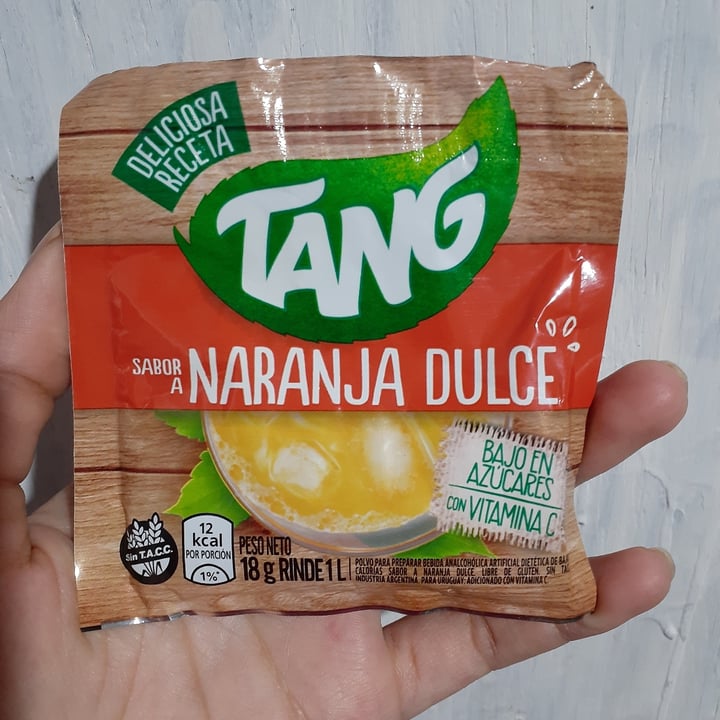 DELICIOSA
RECETA
TANG
SABOR
A
NARANJA DULCE
BAJO EN
AZÚCARES
CON VITAMINA C
Sin T.A.C.C.
12
kcal
POR PORCIÓN
1%*
PESO NETO
18 g RINDE 1 L
POLVO PARA PREPARAR BEBIDA ANALCOHÓLICA ARTIFICIAL DIETÉTICA DE BAJ
CALORÍAS SABOR A NARANJA DULCE. LIBRE DE GLUTEN. SIN TA
INDUSTRIA ARGENTINA. PARA URUGUAY: ADICIONADO CON VITAMINA C